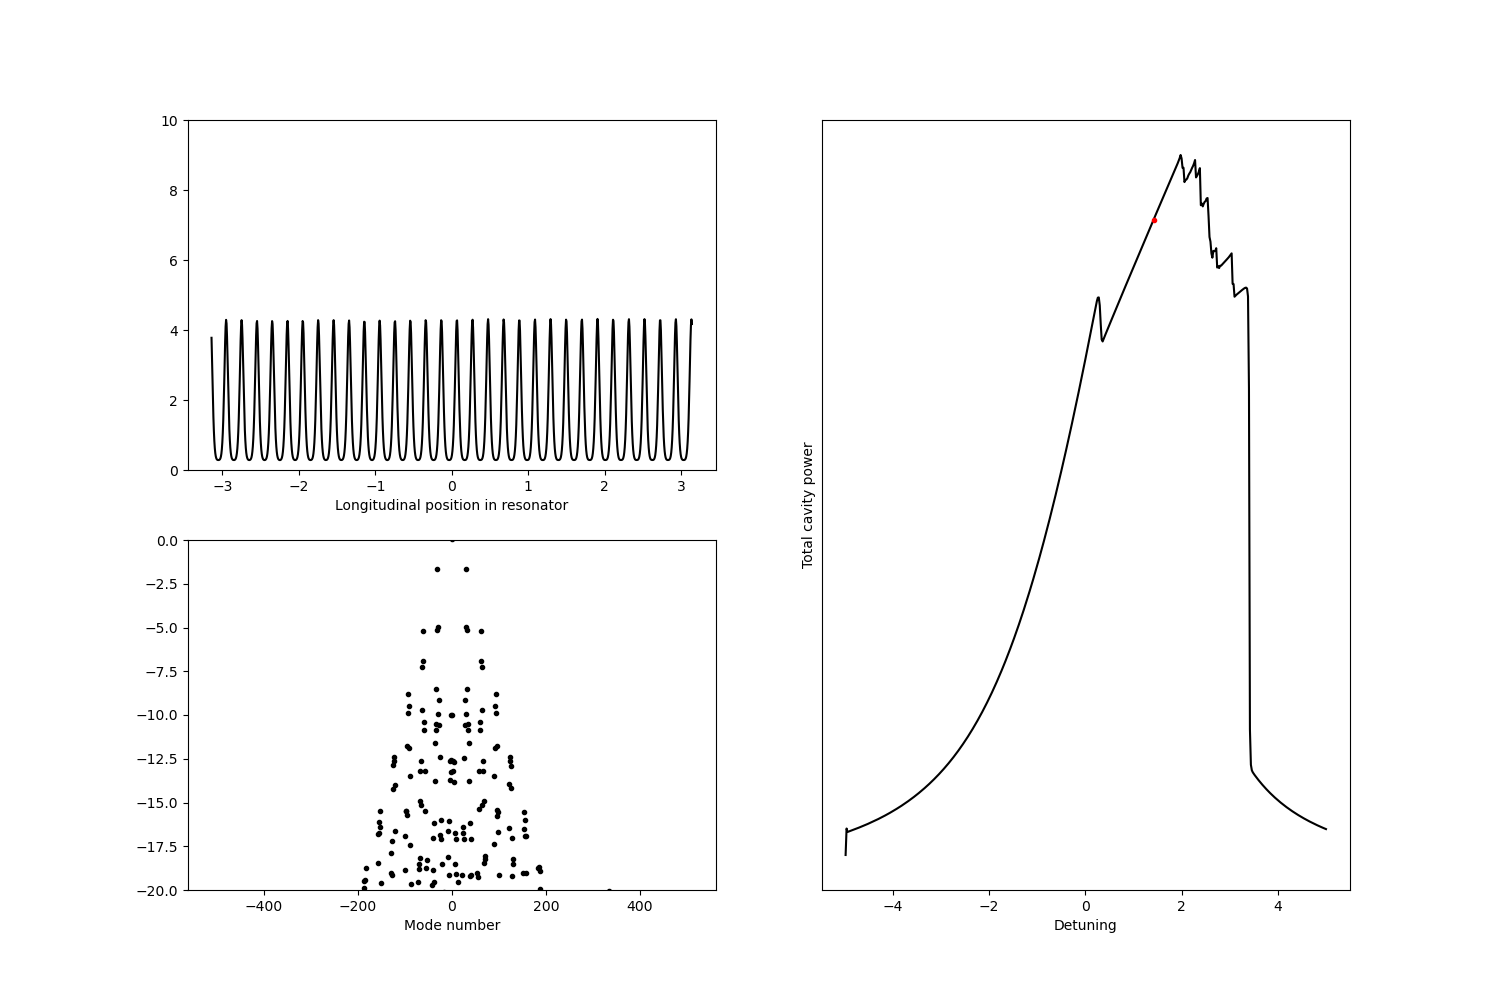 10
8
6
4
2
0
−3 −2 −1 0 1 2 3
Longitudinal position in resonator
0.0
−2.5
−5.0
−7.5
−10.0
−12.5
−15.0
−17.5
−20.0
−400 −200 0 200 400
Mode number
Total cavity power
−4 −2 0 2 4
Detuning